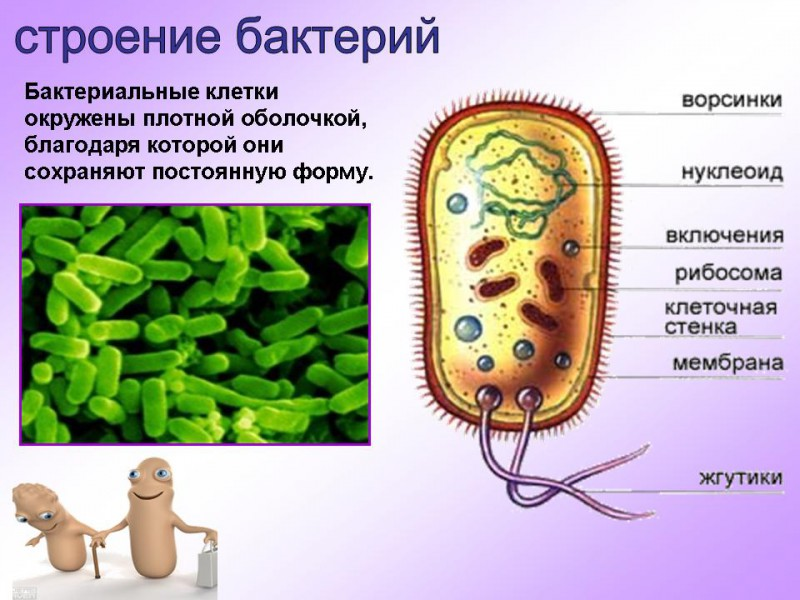 строение бактерий
Бактериальные клетки
окружены плотной оболочкой,
благодаря которой они
сохраняют постоянную форму.
ворсинки
нуклеоид
включения
рибосома
клеточная
стенка
мембрана
жгутики